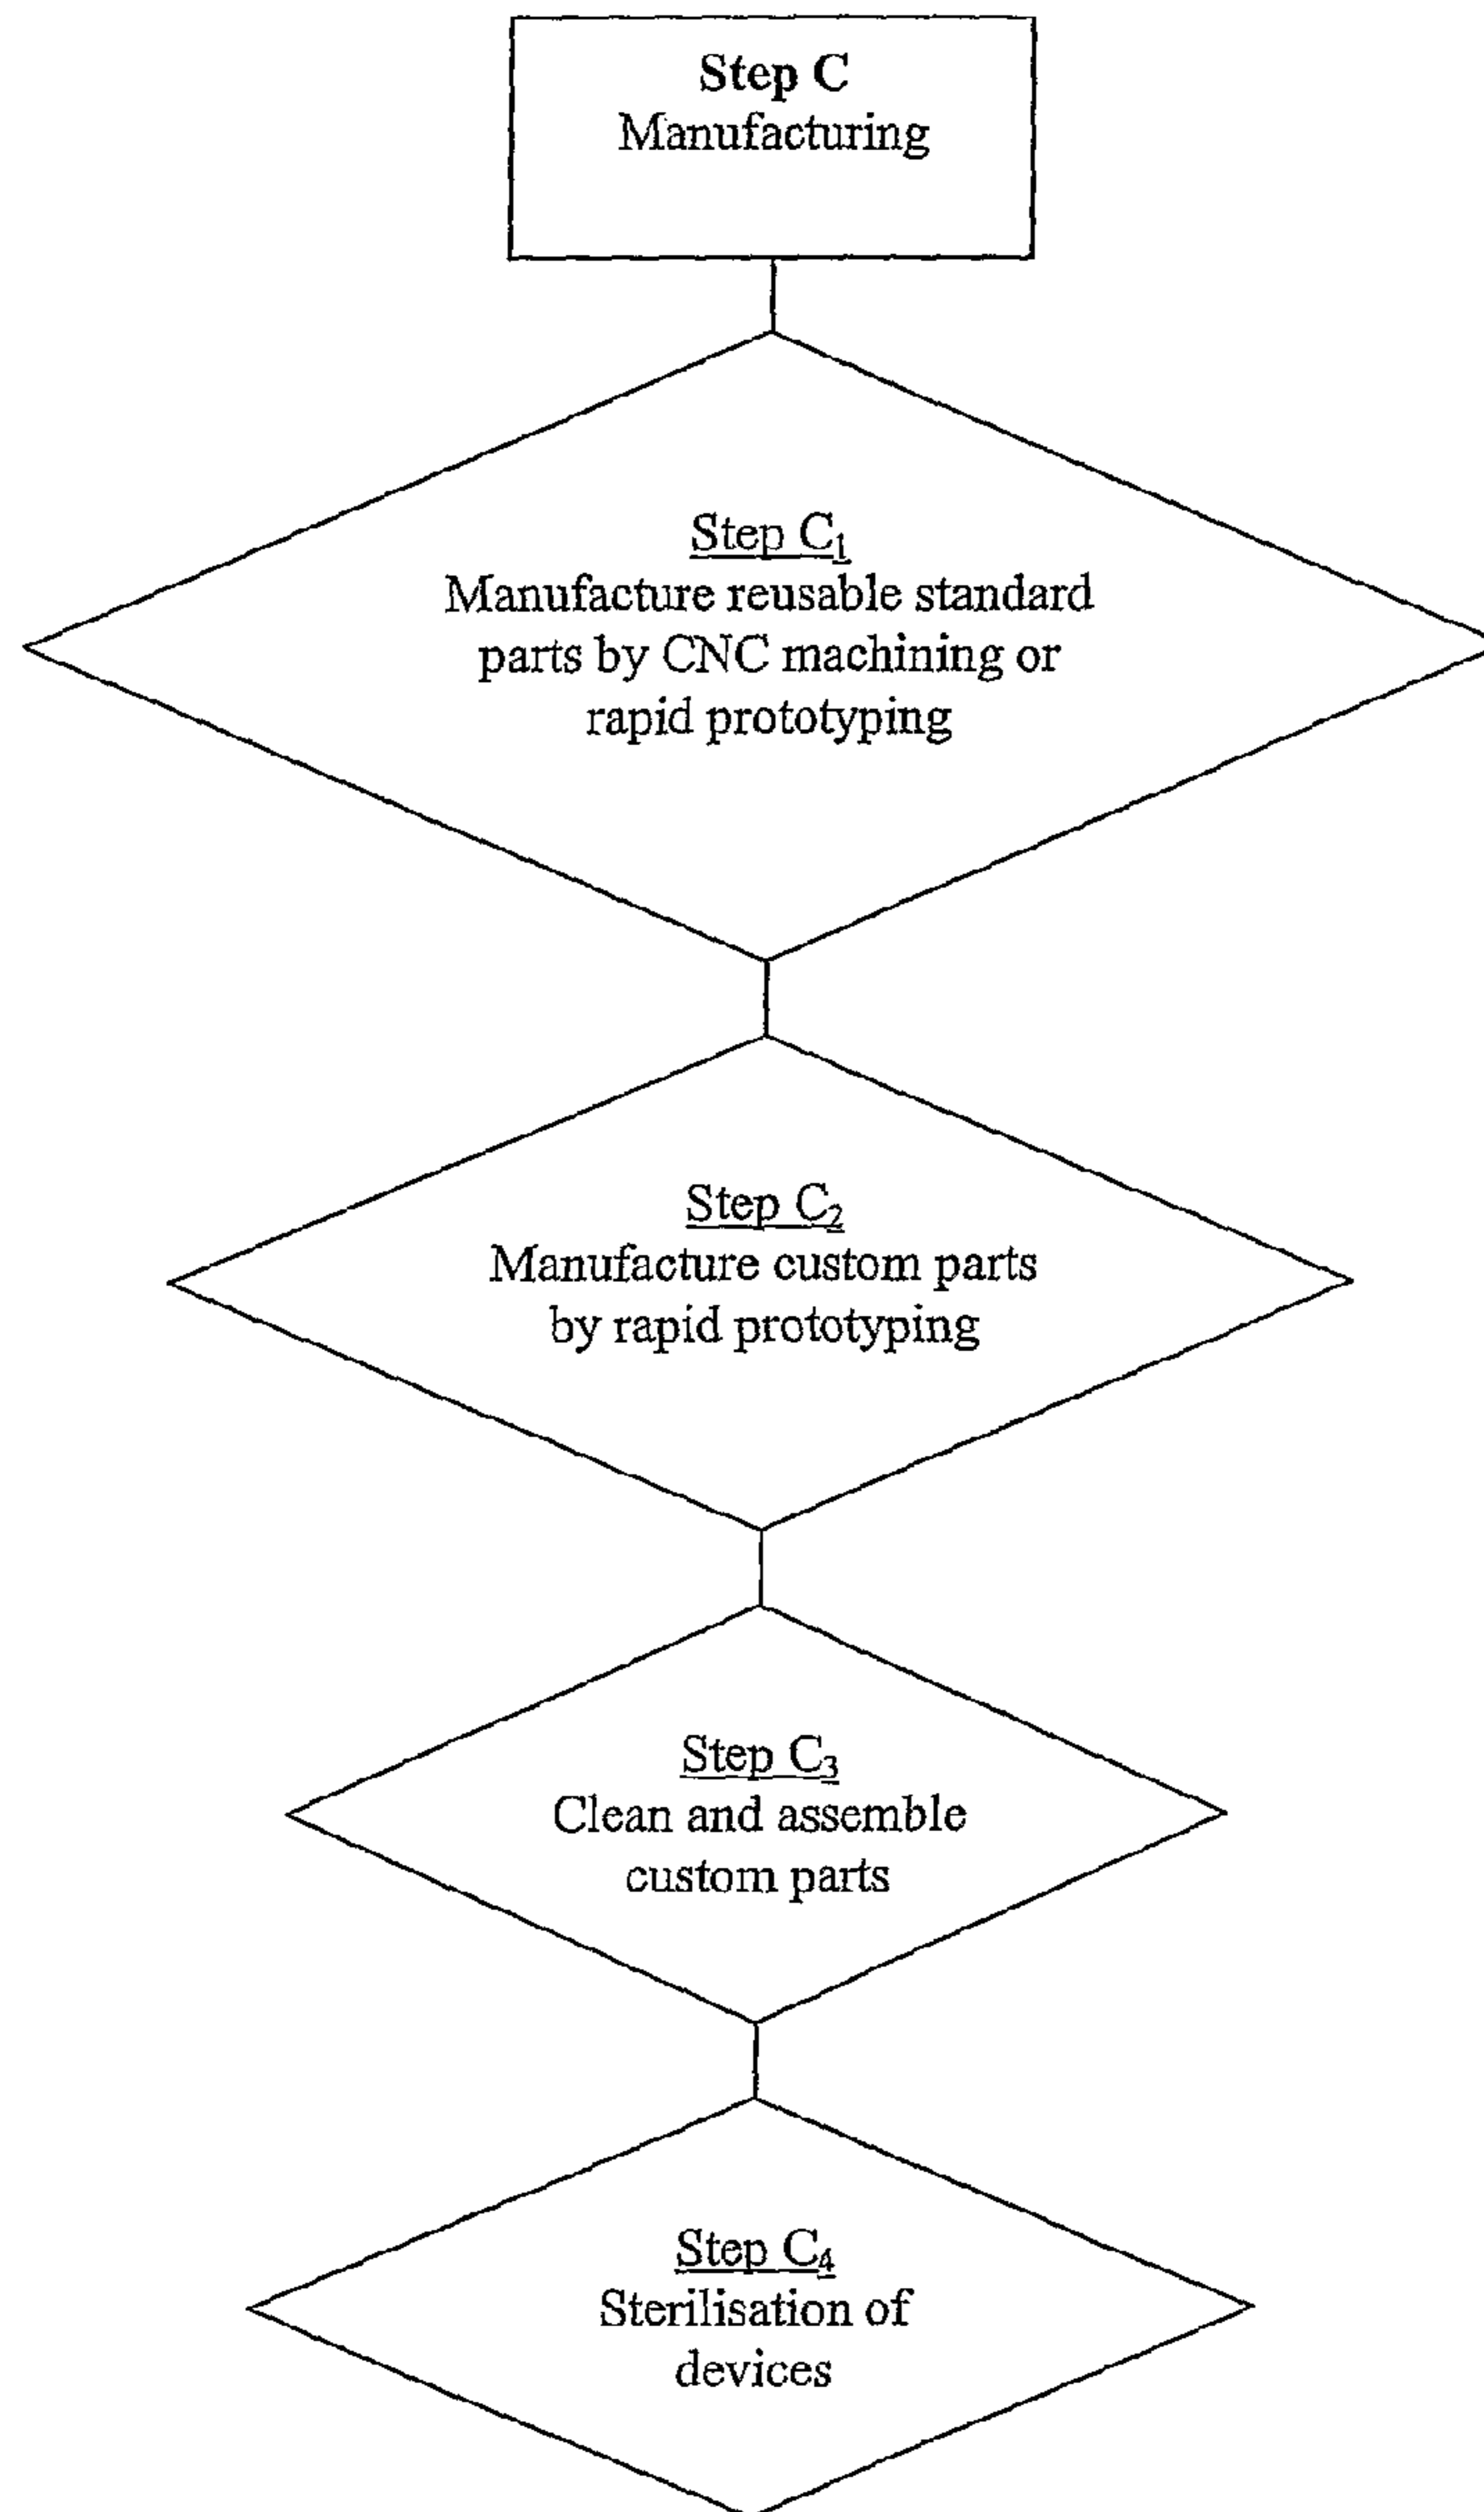 Step C
Manufacturing
Step C₁
Manufacture reusable standard
parts by CNC machining or
rapid prototyping
Step C₂
Manufacture custom parts
by rapid prototyping
Step C₃
Clean and assemble
custom parts
Step C₄
Sterilisation of
devices